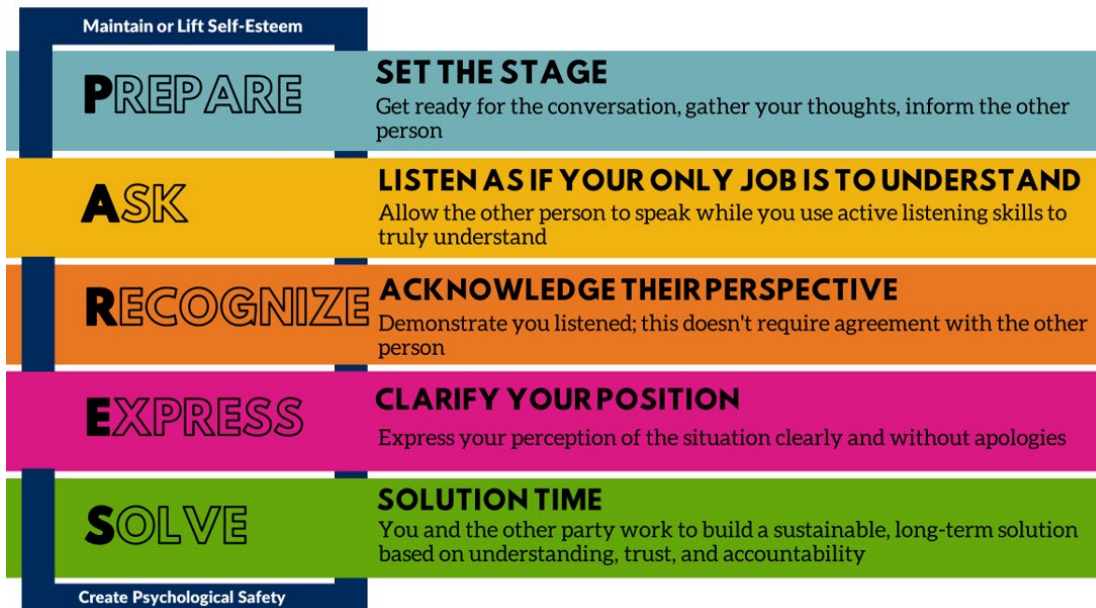 Maintain or Lift Self-Esteem
PREPARE
SET THE STAGE
Get ready for the conversation, gather your thoughts, inform the other
person
ASK
LISTEN AS IF YOUR ONLY JOB IS TO UNDERSTAND
Allow the other person to speak while you use active listening skills to
truly understand
RECOGNIZE
ACKNOWLEDGE THEIR PERSPECTIVE
Demonstrate you listened; this doesn't require agreement with the other
person
EXPRESS
CLARIFY YOUR POSITION
Express your perception of the situation clearly and without apologies
SOLVE
SOLUTION TIME
You and the other party work to build a sustainable, long-term solution
based on understanding, trust, and accountability
Create Psychological Safety